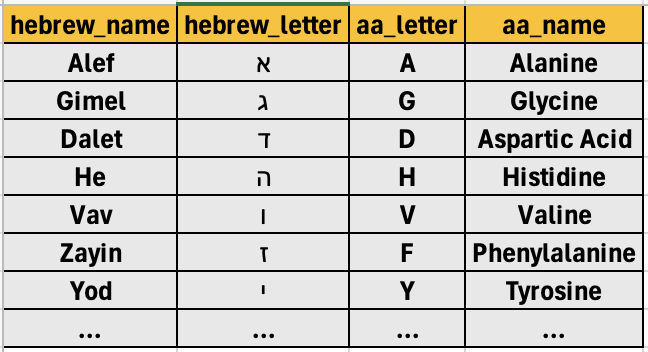 hebrew_name hebrew_letter aa_letter aa_name
Alef א A Alanine
Gimel ג G Glycine
Dalet ד D Aspartic Acid
He ה H Histidine
Vav ו V Valine
Zayin ז F Phenylalanine
Yod י Y Tyrosine
... ... ... ...